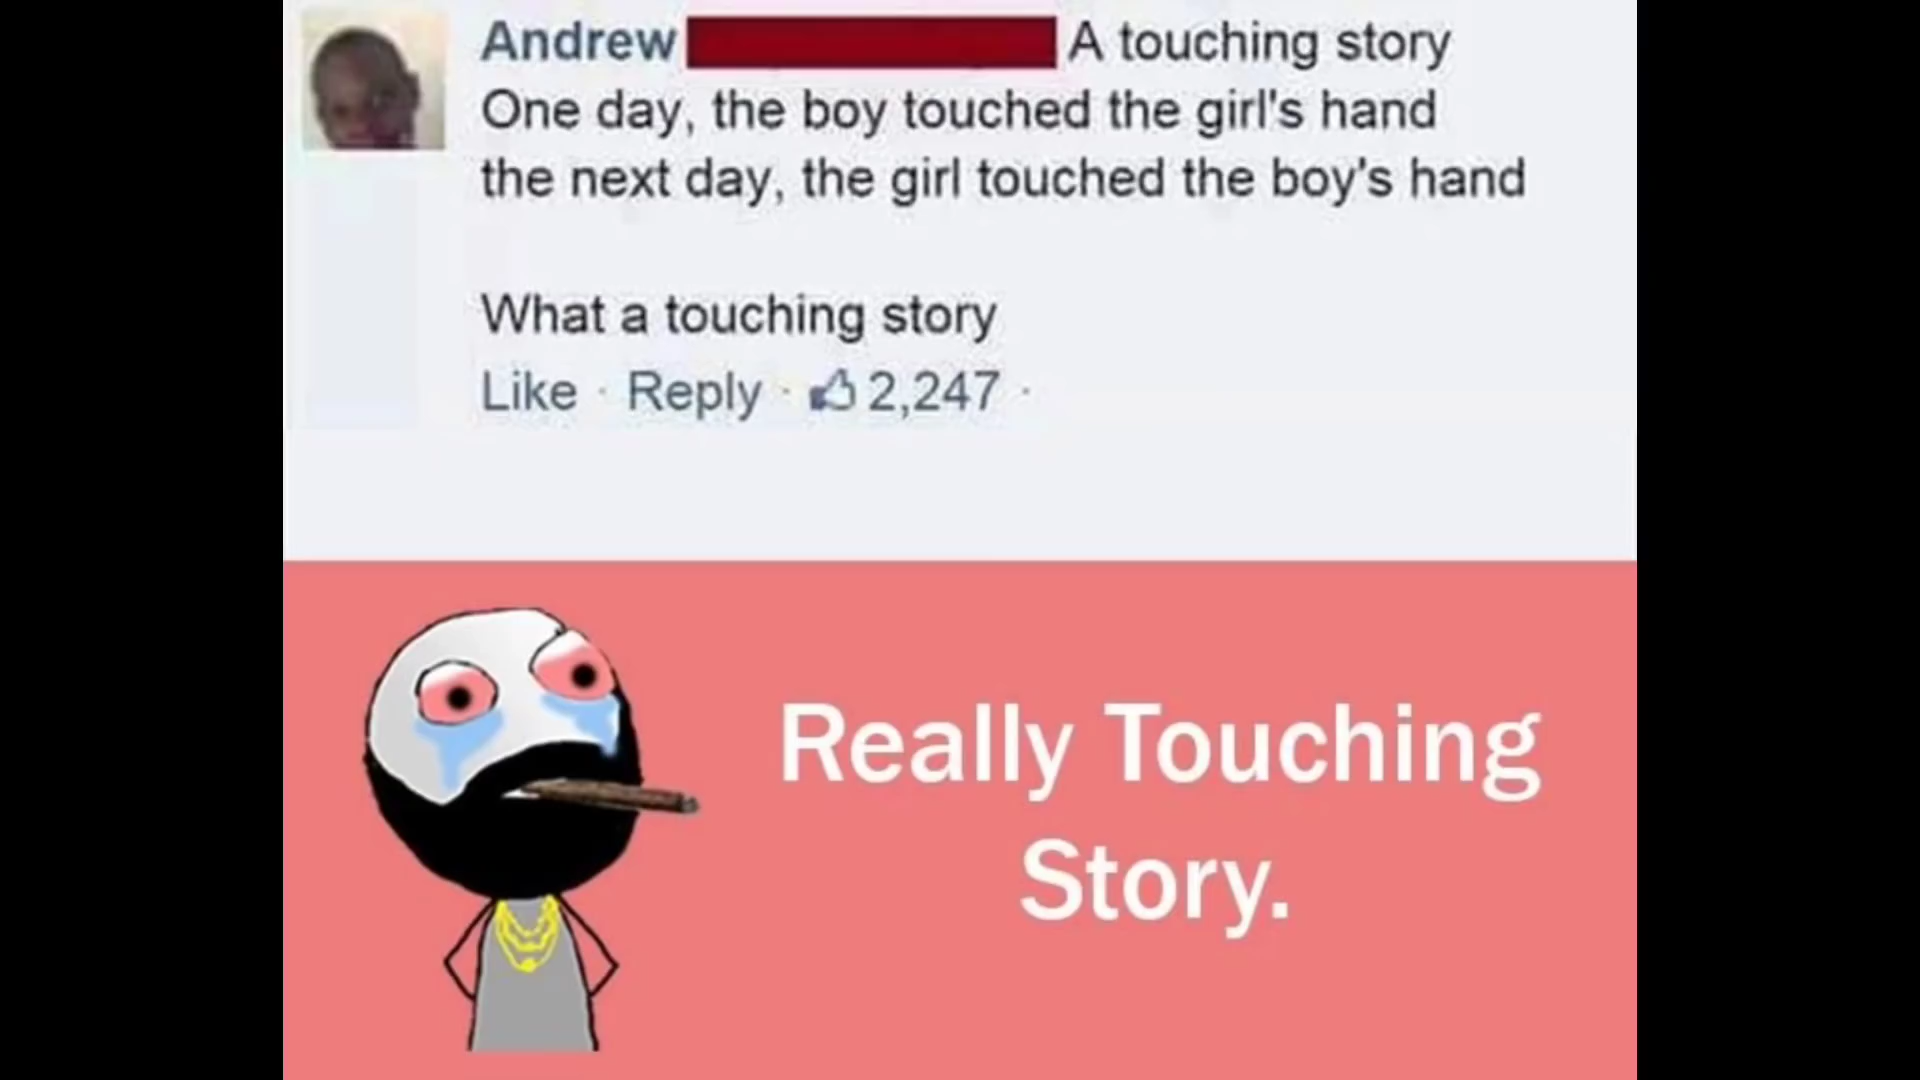 Andrew A touching story
One day, the boy touched the girl's hand
the next day, the girl touched the boy's hand
What a touching story
Like · Reply · 2,247 ·
Really Touching
Story.